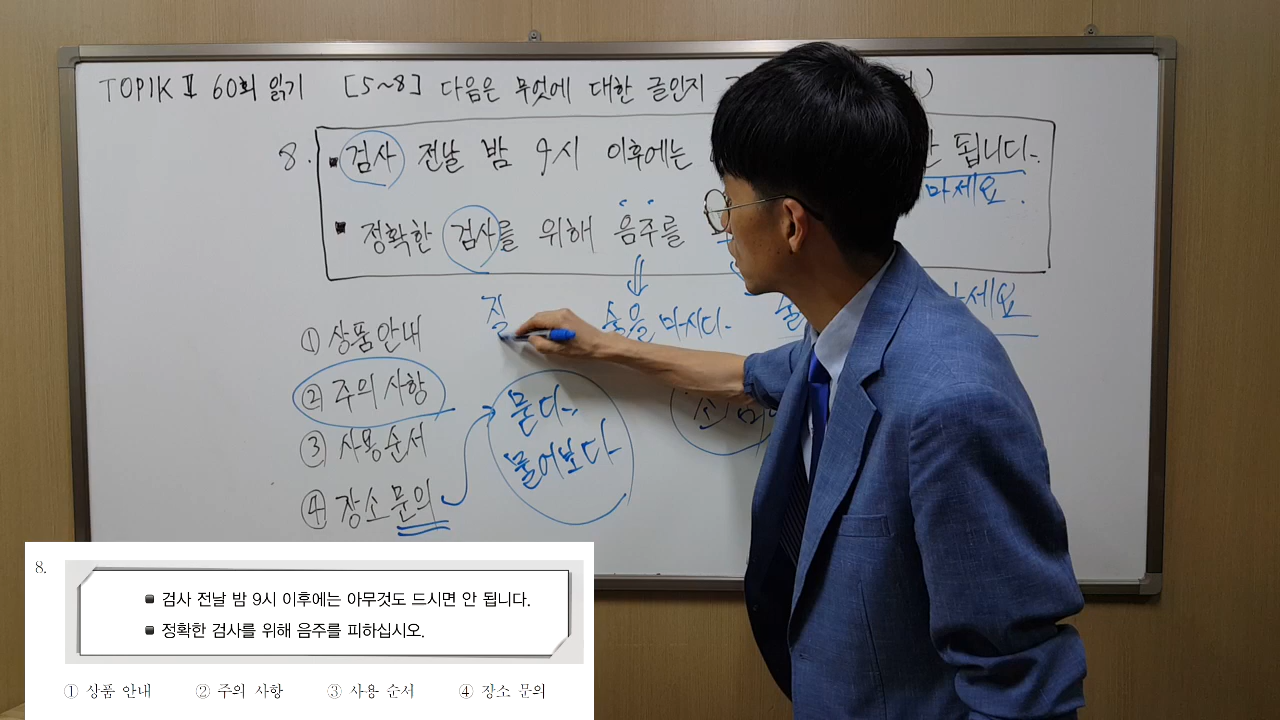 TOPIK Ⅱ 60회 읽기 [5~8] 다음은 무엇에 대한 글인지
8. ▪ 검사 전날 밤 9시 이후에는 됩니다.
마세요.
▪ 정확한 검사를 위해 음주를
질
술을 마시다. 술 마세요
① 상품 안내
② 주의 사항
③ 사용 순서
④ 장소 문의
묻다.
물어보다
8.
▪ 검사 전날 밤 9시 이후에는 아무것도 드시면 안 됩니다.
▪ 정확한 검사를 위해 음주를 피하십시오.
① 상품 안내 ② 주의 사항 ③ 사용 순서 ④ 장소 문의